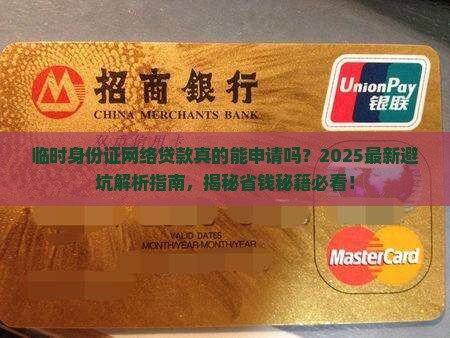 招商銀行
CHINA MERCHANTS BANK
UnionPay
银联
临时身份证网络贷款真的能申请吗？2025最新避
坑解析指南，揭秘省钱秘籍必看！
VALID DATES
MONTH/YEAR-MONTH/YEAR
MasterCard